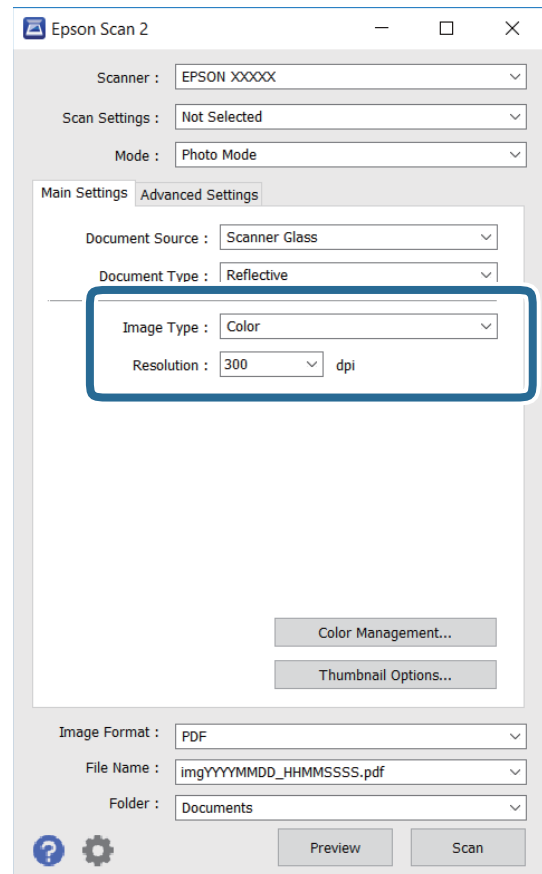 Epson Scan 2
Scanner : EPSON XXXXX
Scan Settings : Not Selected
Mode : Photo Mode
Main Settings Advanced Settings
Document Source : Scanner Glass
Document Type : Reflective
Image Type : Color
Resolution : 300 dpi
Color Management...
Thumbnail Options...
Image Format : PDF
File Name : imgYYYYMMDD_HHMMSSSS.pdf
Folder : Documents
? Preview Scan